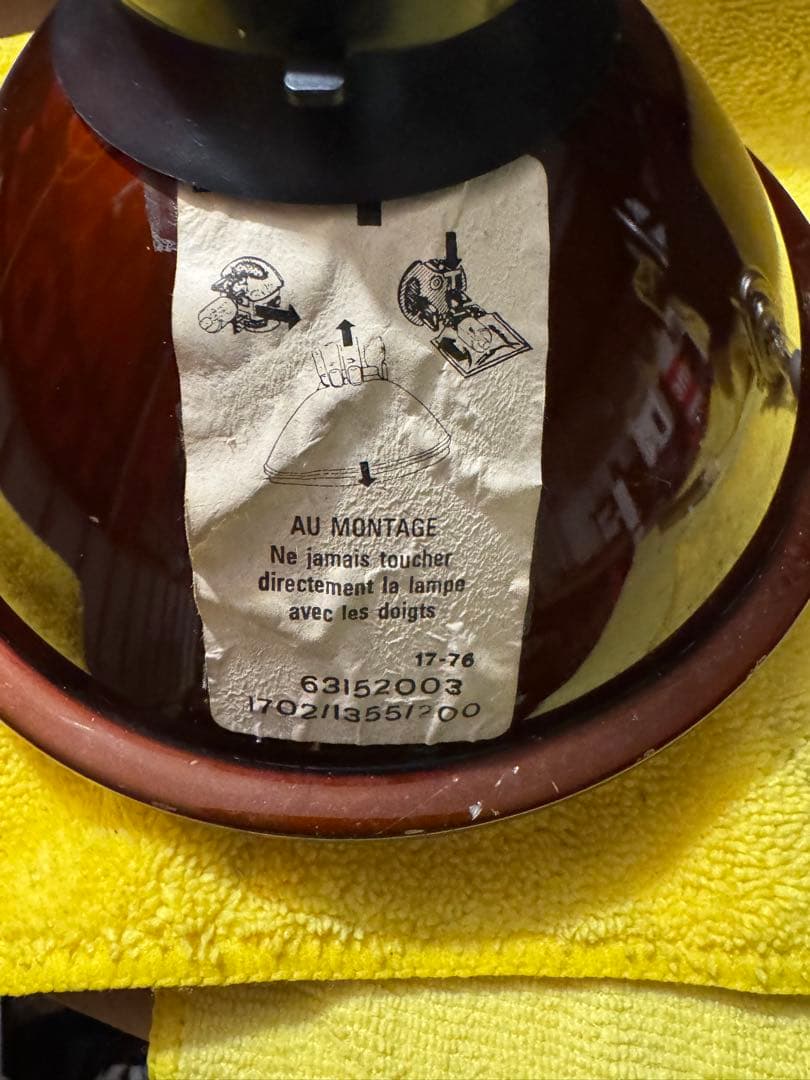 AU MONTAGE
Ne jamais toucher
directement la lampe
avec les doigts
17-76
63152003
1702/1355/200